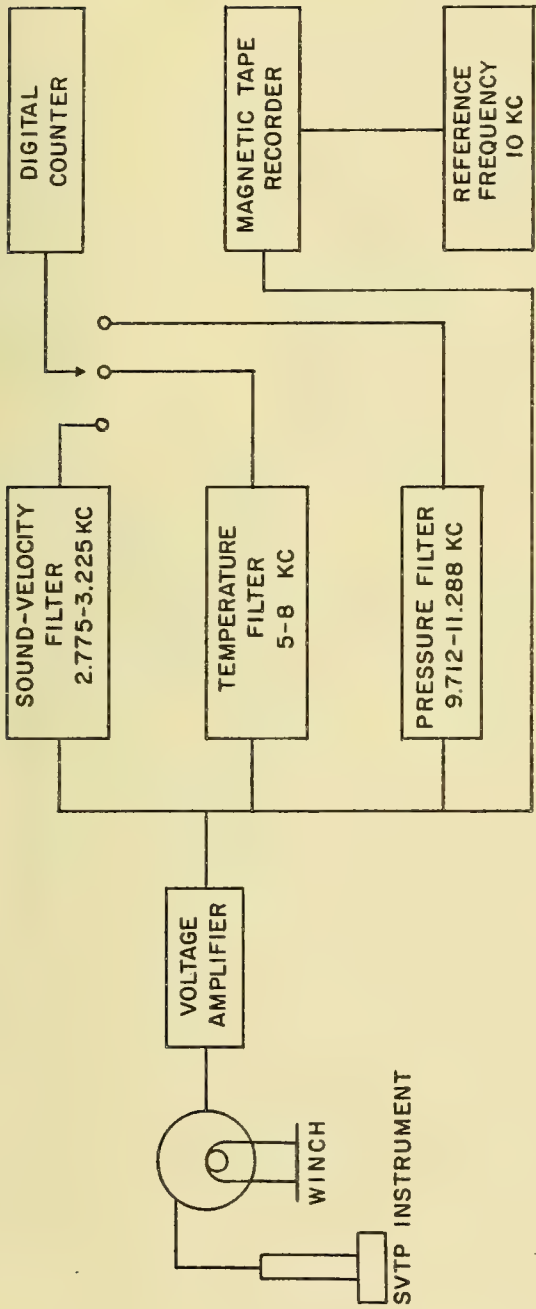 SVTP INSTRUMENT
WINCH
VOLTAGE
AMPLIFIER
SOUND-VELOCITY
FILTER
2.775-3.225 KC
TEMPERATURE
FILTER
5-8 KC
PRESSURE FILTER
9.712-11.288 KC
DIGITAL
COUNTER
MAGNETIC TAPE
RECORDER
REFERENCE
FREQUENCY
10 KC